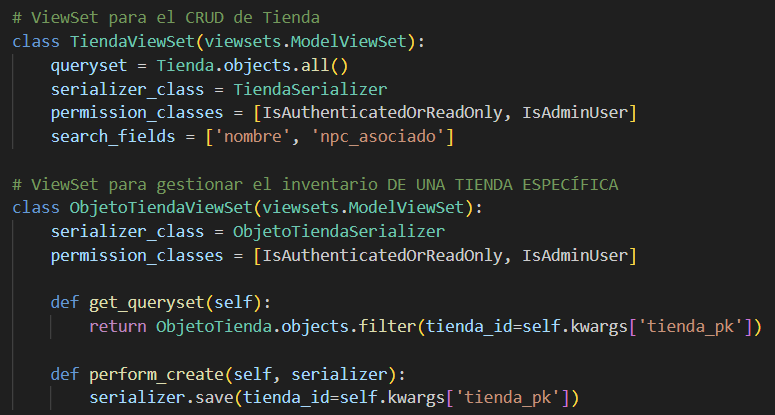 # ViewSet para el CRUD de Tienda
class TiendaViewSet(viewsets.ModelViewSet):
    queryset = Tienda.objects.all()
    serializer_class = TiendaSerializer
    permission_classes = [IsAuthenticatedOrReadOnly, IsAdminUser]
    search_fields = ['nombre', 'npc_asociado']

# ViewSet para gestionar el inventario DE UNA TIENDA ESPECÍFICA
class ObjetoTiendaViewSet(viewsets.ModelViewSet):
    serializer_class = ObjetoTiendaSerializer
    permission_classes = [IsAuthenticatedOrReadOnly, IsAdminUser]

    def get_queryset(self):
        return ObjetoTienda.objects.filter(tienda_id=self.kwargs['tienda_pk'])

    def perform_create(self, serializer):
        serializer.save(tienda_id=self.kwargs['tienda_pk'])